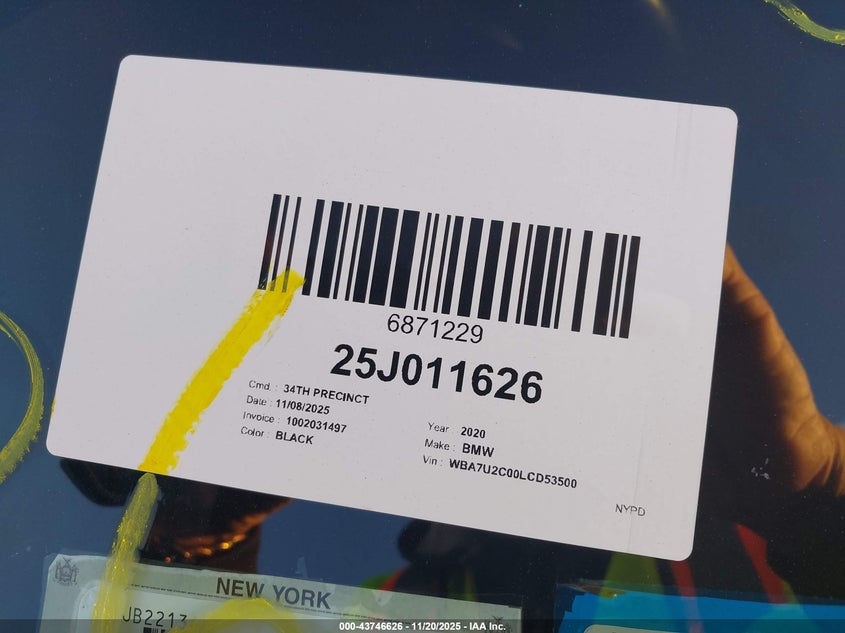 6871229
25J011626
Cmd. : 34TH PRECINCT
Date : 11/08/2025
Invoice : 1002031497
Color : BLACK
Year : 2020
Make : BMW
Vin : WBA7U2C00LCD53500
NYPD
NEW YORK
JB2213
000-43746626 - 11/20/2025 - IAA Inc.